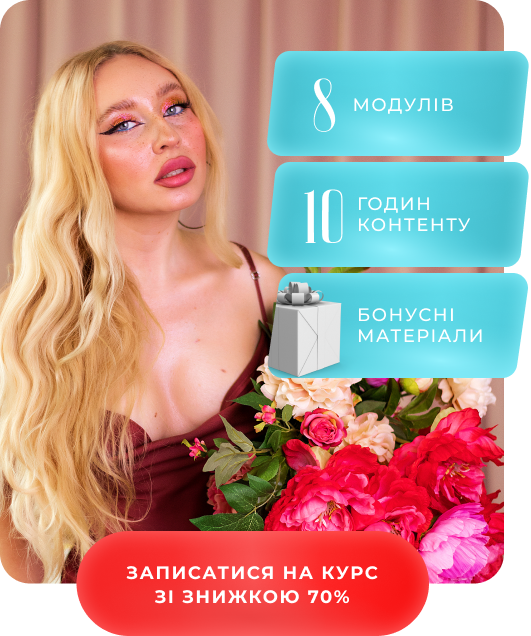 8 МОДУЛІВ
10 ГОДИН
КОНТЕНТУ
БОНУСНІ
МАТЕРІАЛИ
ЗАПИСАТИСЯ НА КУРС
ЗІ ЗНИЖКОЮ 70%